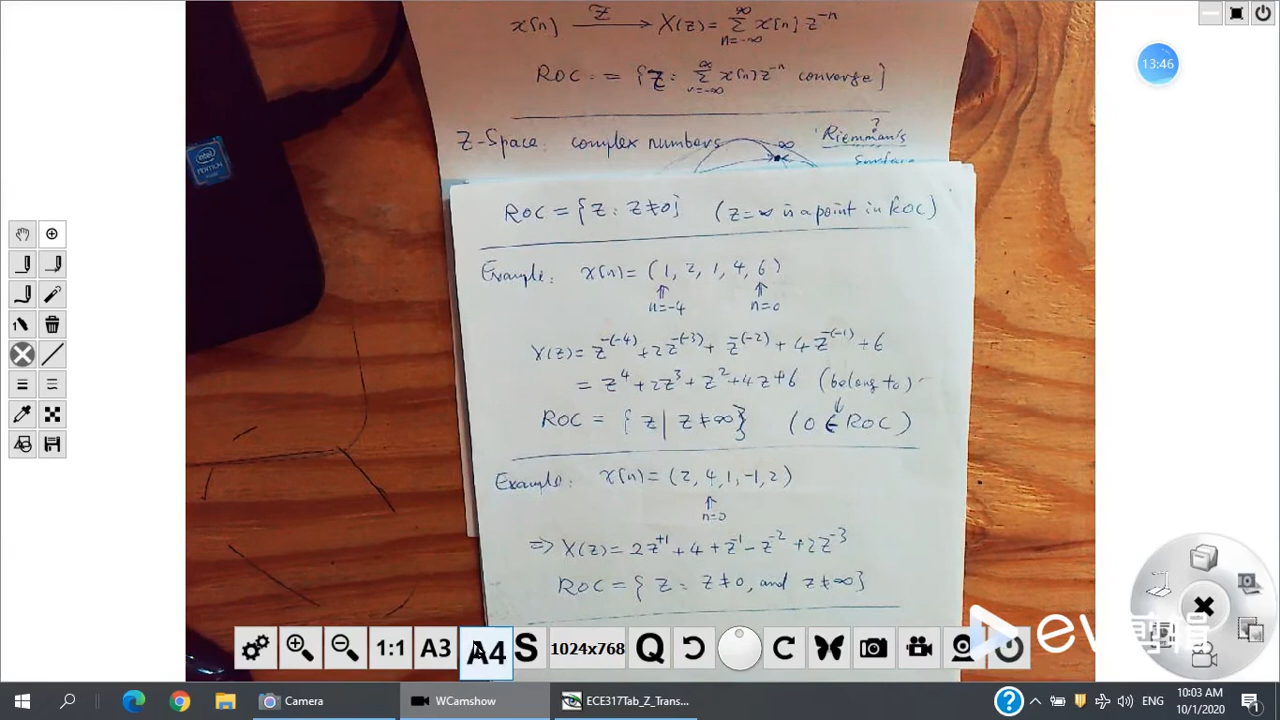 x[n] —Z→ X(z) = ∑_{n=-∞}^{∞} x[n] z^{-n}
ROC := {z: ∑_{n=-∞}^{∞} x[n] z^{-n} converge}
13:46
intel
PENTIUM
Z-Space: complex numbers ∞ ? Riemman's
ROC = {z: z≠0} (z=∞ is a point in ROC)
Example: x[n] = (1, 2, 1, 4, 6)
⇑ ⇑
n=-4 n=0
X(z) = z^{-(-4)} + 2z^{-(-3)} + z^{-(-2)} + 4z^{-(-1)} + 6
= z^4 + 2z^3 + z^2 + 4z + 6 (belong to)
ROC = {z | z≠∞} (0 ∈ ROC)
Example: x[n] = (2, 4, 1, -1, 2)
⇑
n=0
⇒ X(z) = 2z^{+1} + 4 + z^{-1} - z^{-2} + 2z^{-3}
ROC = {z: z≠0, and z≠∞}
1:1 A3 A4 S 1024x768 Q
Camera WCamshow ECE317Tab_Z_Trans... ENG 10:03 AM
10/1/2020